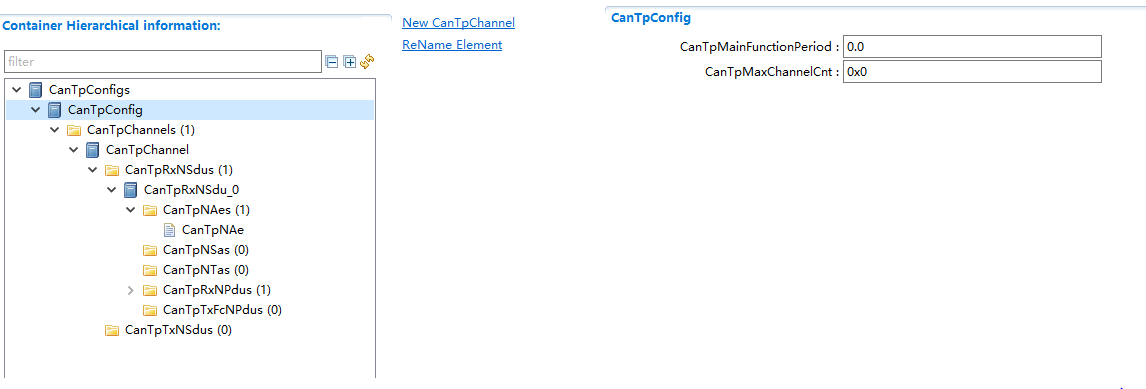 Container Hierarchical information:
filter
CanTpConfigs
CanTpConfig
CanTpChannels (1)
CanTpChannel
CanTpRxNSdus (1)
CanTpRxNSdu_0
CanTpNAes (1)
CanTpNAe
CanTpNSas (0)
CanTpNTas (0)
CanTpRxNPdus (1)
CanTpTxFcNPdus (0)
CanTpTxNSdus (0)
New CanTpChannel
ReName Element
CanTpConfig
CanTpMainFunctionPeriod : 0.0
CanTpMaxChannelCnt : 0x0